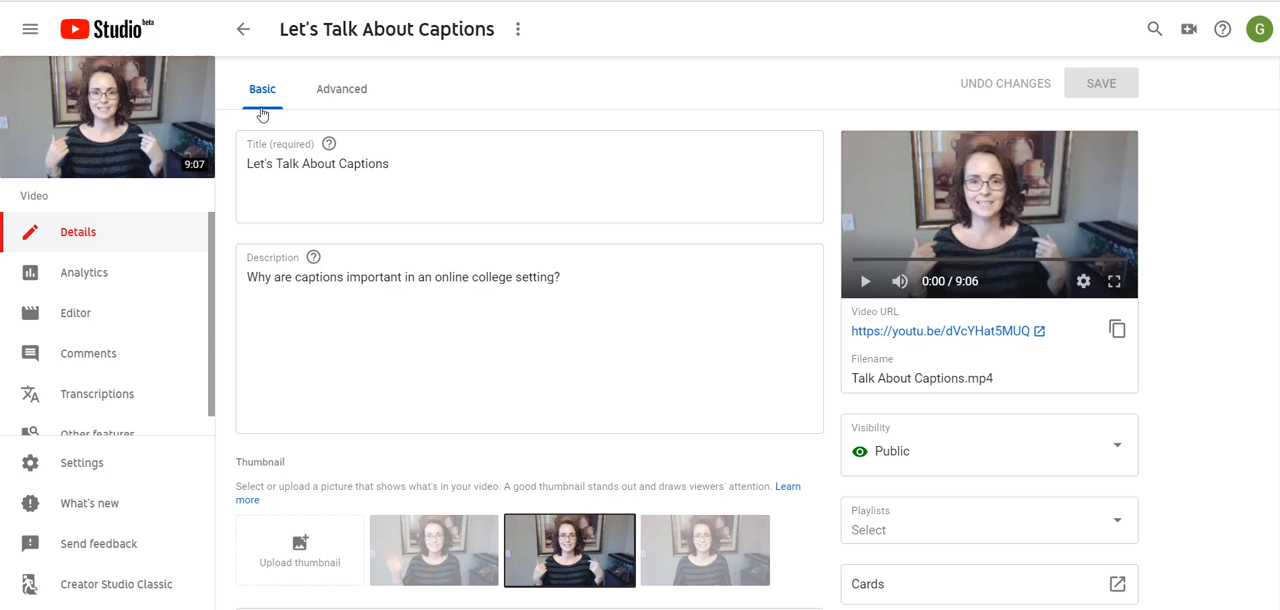 Studio beta
Let's Talk About Captions
9:07
Video
Details
Analytics
Editor
Comments
Transcriptions
Other features
Settings
What's new
Send feedback
Creator Studio Classic
Basic
Advanced
UNDO CHANGES
SAVE
Title (required)
Let's Talk About Captions
Description
Why are captions important in an online college setting?
Thumbnail
Select or upload a picture that shows what's in your video. A good thumbnail stands out and draws viewers' attention. Learn
more
Upload thumbnail
0:00 / 9:06
Video URL
https://youtu.be/dVcYHat5MUQ
Filename
Talk About Captions.mp4
Visibility
Public
Playlists
Select
Cards
G